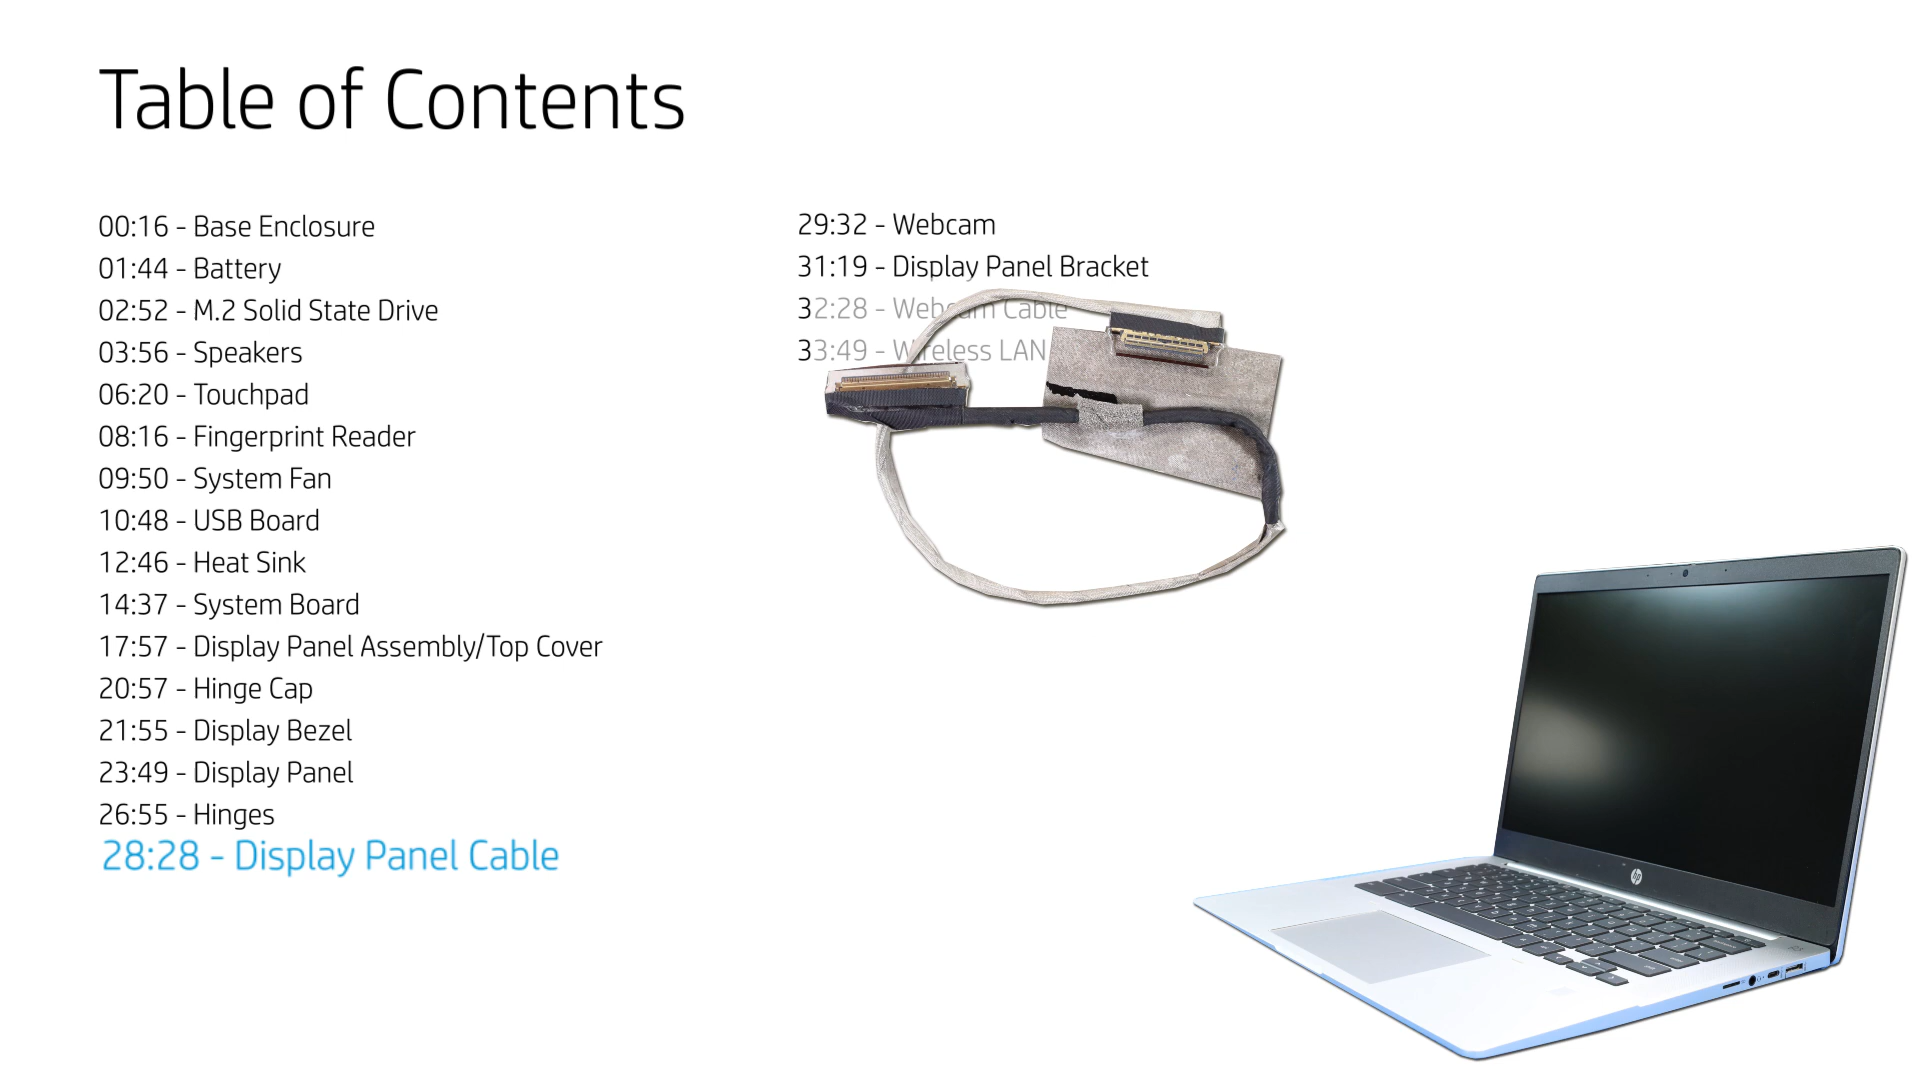 Table of Contents
00:16 - Base Enclosure
01:44 - Battery
02:52 - M.2 Solid State Drive
03:56 - Speakers
06:20 - Touchpad
08:16 - Fingerprint Reader
09:50 - System Fan
10:48 - USB Board
12:46 - Heat Sink
14:37 - System Board
17:57 - Display Panel Assembly/Top Cover
20:57 - Hinge Cap
21:55 - Display Bezel
23:49 - Display Panel
26:55 - Hinges
28:28 - Display Panel Cable
29:32 - Webcam
31:19 - Display Panel Bracket
32:28 - Webcam Cable
33:49 - Wireless LAN
hp